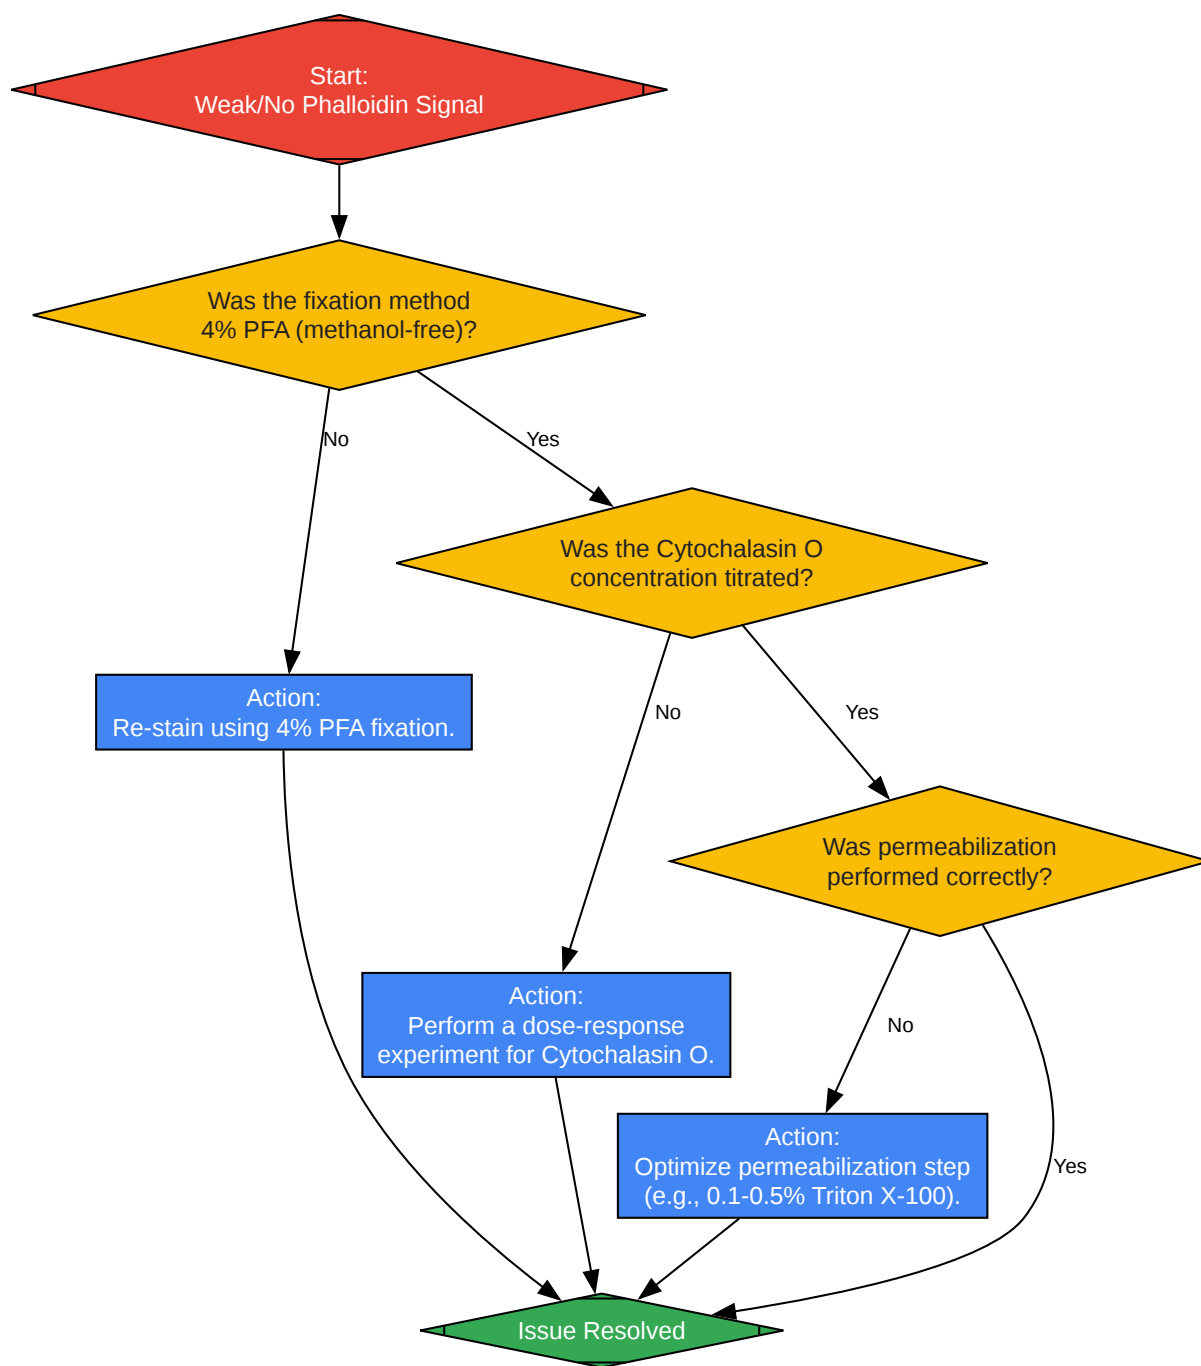 Start:
Weak/No Phalloidin Signal
Was the fixation method
4% PFA (methanol-free)?
No
Yes
Was the Cytochalasin O
concentration titrated?
Action:
Re-stain using 4% PFA fixation.
No
Yes
Was permeabilization
performed correctly?
Action:
Perform a dose-response
experiment for Cytochalasin O.
No
Action:
Optimize permeabilization step
(e.g., 0.1-0.5% Triton X-100).
Yes
Issue Resolved